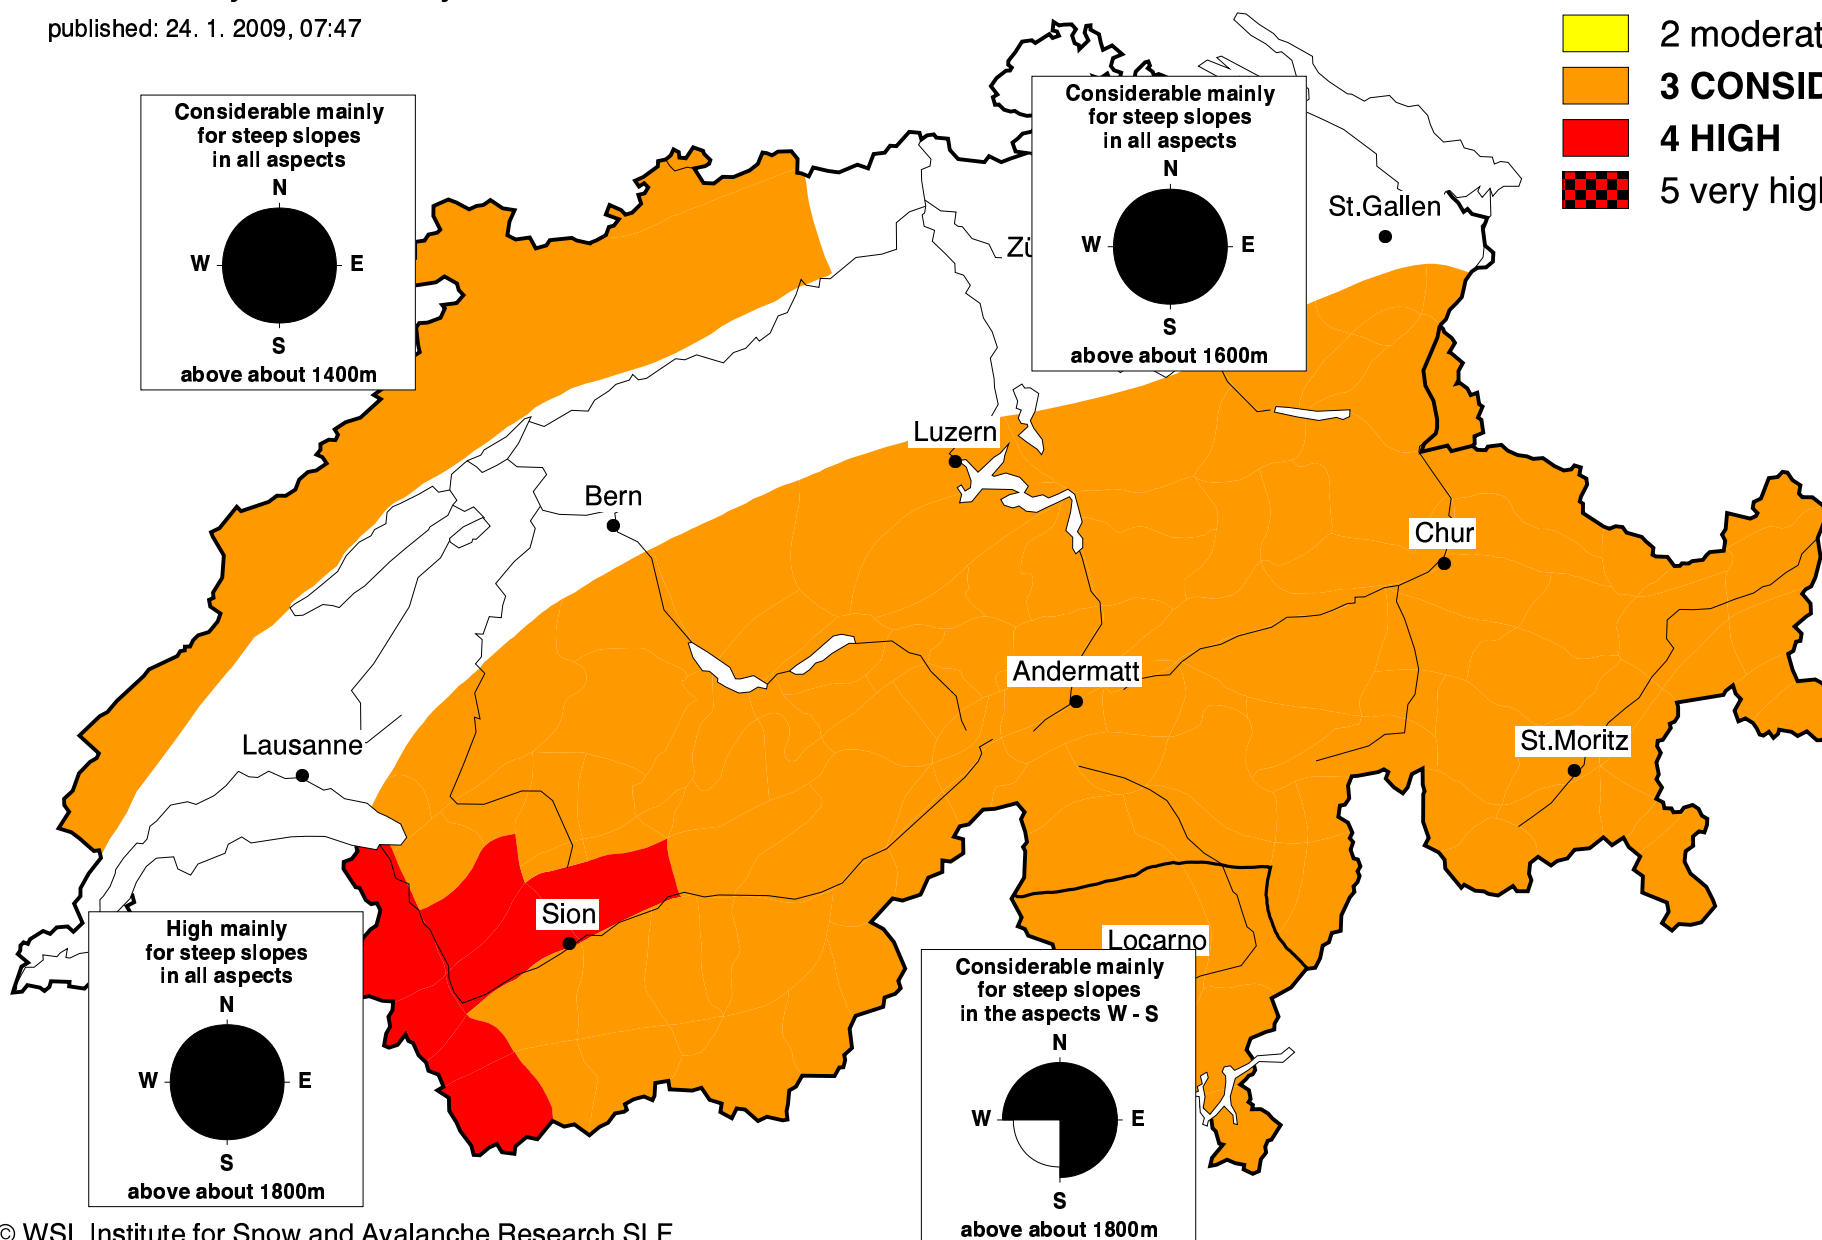 published: 24. 1. 2009, 07:47
2 moderat
3 CONSID
4 HIGH
5 very high
Considerable mainly
for steep slopes
in all aspects
N
W E
S
above about 1400m
Considerable mainly
for steep slopes
in all aspects
N
W E
S
above about 1600m
St.Gallen
Zü
Luzern
Bern
Chur
Andermatt
Lausanne
St.Moritz
Sion
Locarno
High mainly
for steep slopes
in all aspects
N
W E
S
above about 1800m
Considerable mainly
for steep slopes
in the aspects W - S
N
W E
S
above about 1800m
© WSL Institute for Snow and Avalanche Research SLF